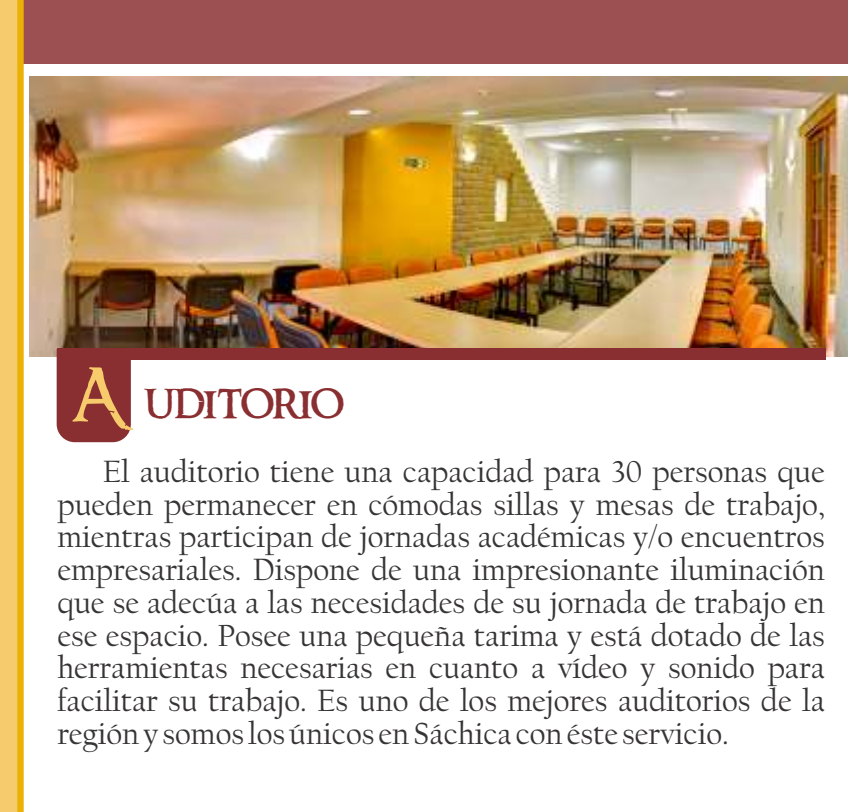 AUDITORIO
El auditorio tiene una capacidad para 30 personas que
pueden permanecer en cómodas sillas y mesas de trabajo,
mientras participan de jornadas académicas y/o encuentros
empresariales. Dispone de una impresionante iluminación
que se adecúa a las necesidades de su jornada de trabajo en
ese espacio. Posee una pequeña tarima y está dotado de las
herramientas necesarias en cuanto a vídeo y sonido para
facilitar su trabajo. Es uno de los mejores auditorios de la
región y somos los únicos en Sáchica con éste servicio.